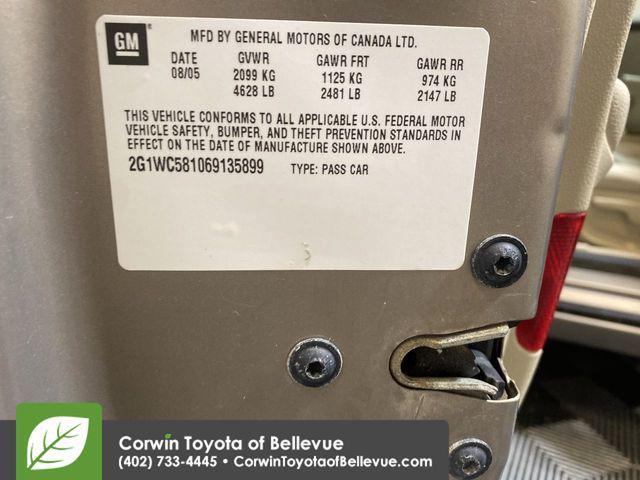 GM
MFD BY GENERAL MOTORS OF CANADA LTD.
DATE GVWR GAWR FRT GAWR RR
08/05 2099 KG 1125 KG 974 KG
4628 LB 2481 LB 2147 LB
THIS VEHICLE CONFORMS TO ALL APPLICABLE U.S. FEDERAL MOTOR
VEHICLE SAFETY, BUMPER, AND THEFT PREVENTION STANDARDS IN
EFFECT ON THE DATE OF MANUFACTURE SHOWN ABOVE.
2G1WC581069135899 TYPE: PASS CAR
Corwin Toyota of Bellevue
(402) 733-4445 • CorwinToyotaofBellevue.com